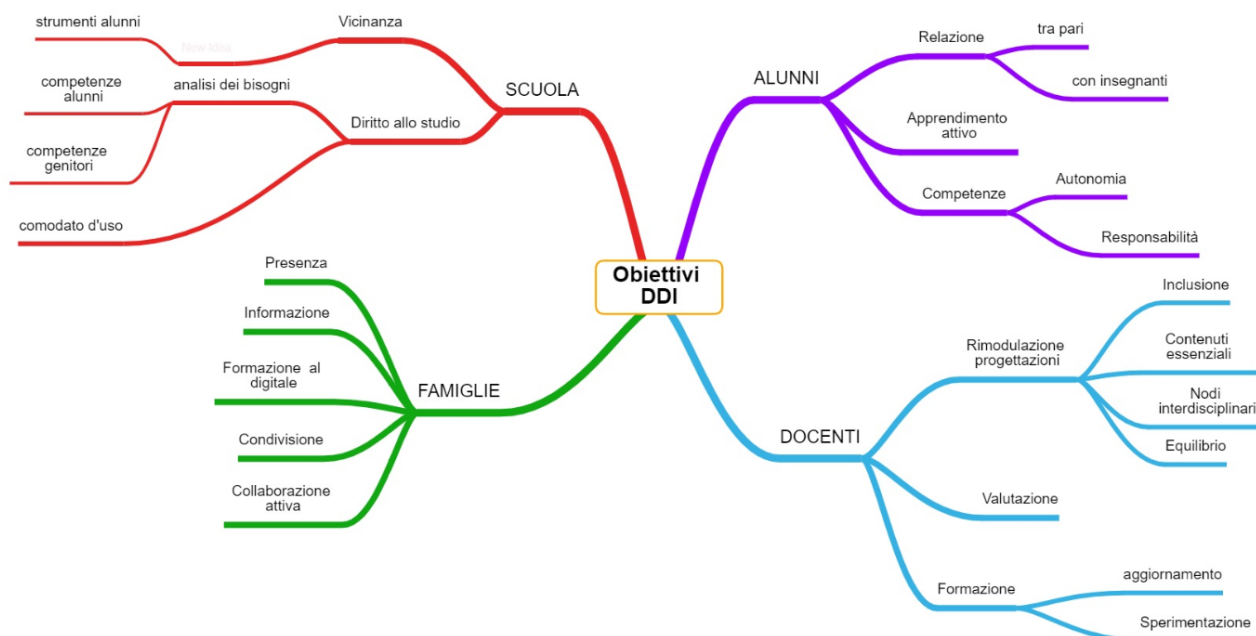 strumenti alunni
New idea
Vicinanza
competenze
alunni
analisi dei bisogni
SCUOLA
Diritto allo studio
competenze
genitori
comodato d'uso
Relazione
tra pari
con insegnanti
ALUNNI
Apprendimento
attivo
Competenze
Autonomia
Responsabilità
Obiettivi
DDI
Presenza
Informazione
Formazione al
digitale
FAMIGLIE
Condivisione
Collaborazione
attiva
Inclusione
Rimodulazione
progettazioni
Contenuti
essenziali
Nodi
interdisciplinari
Equilibrio
DOCENTI
Valutazione
Formazione
aggiornamento
Sperimentazione